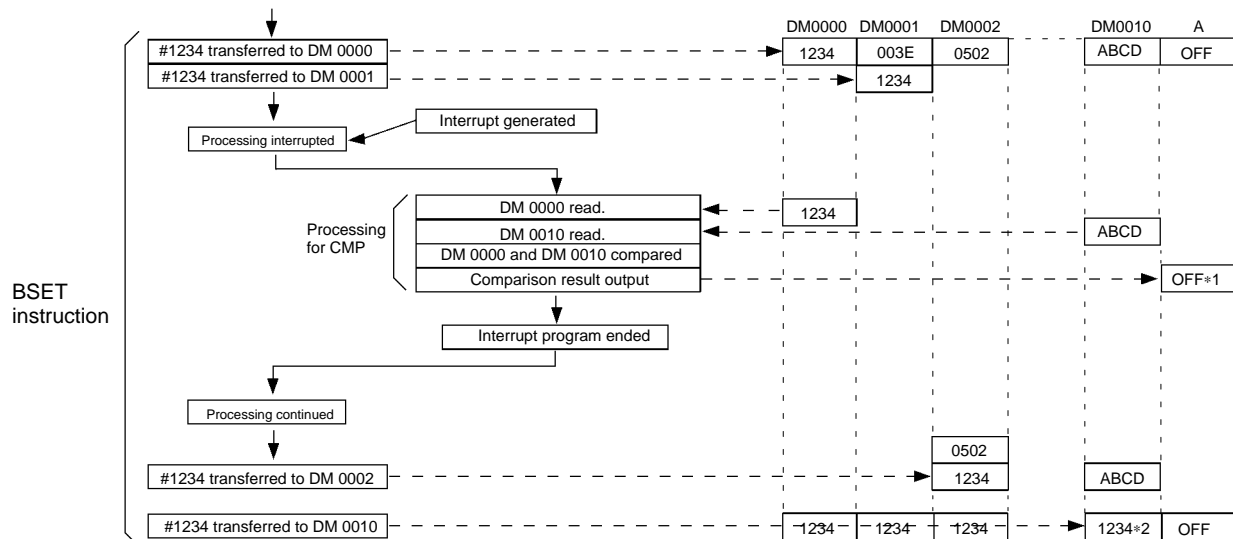 DM0000 DM0001 DM0002 DM0010 A
#1234 transferred to DM 0000 1234 003E 0502 ABCD OFF
#1234 transferred to DM 0001 1234
Interrupt generated
Processing interrupted
DM 0000 read. 1234
Processing
for CMP
DM 0010 read. ABCD
DM 0000 and DM 0010 compared
Comparison result output OFF*1
BSET
instruction
Interrupt program ended
Processing continued
0502
#1234 transferred to DM 0002 1234 ABCD
#1234 transferred to DM 0010 1234 1234 1234 1234*2 OFF